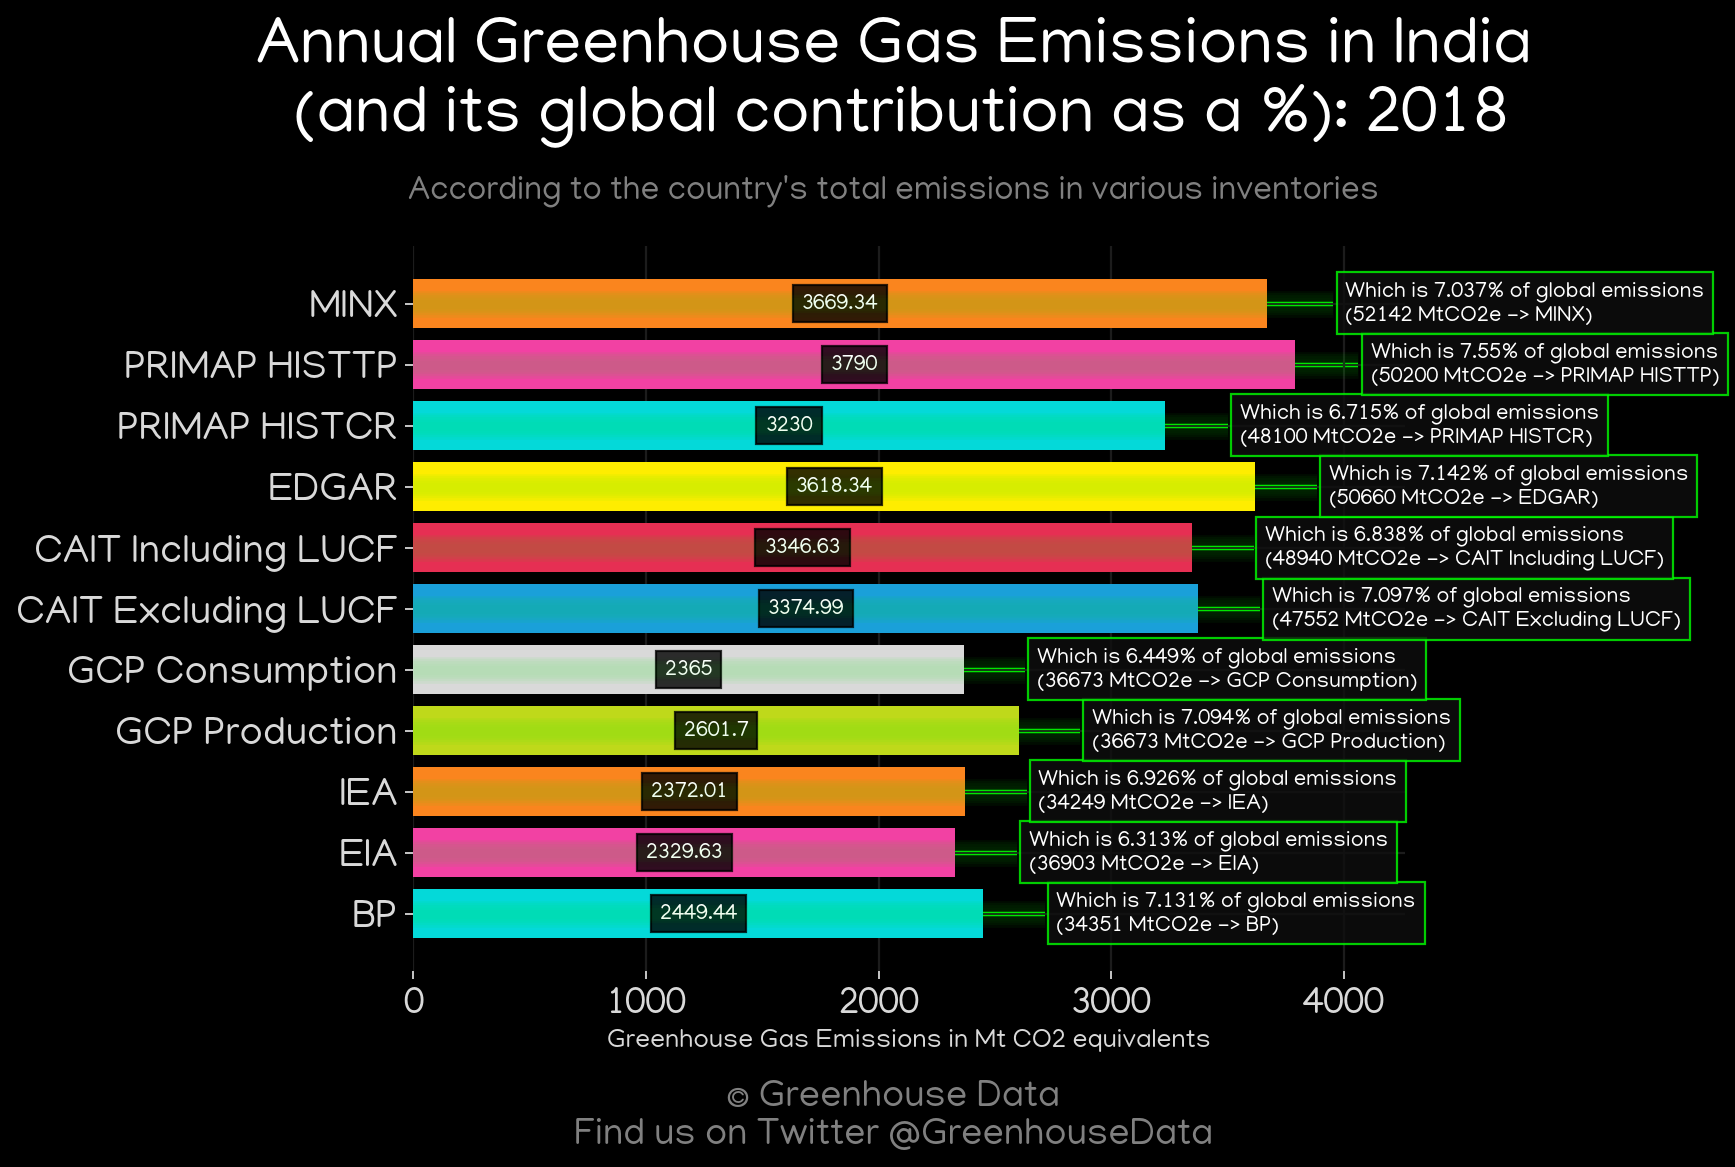 Annual Greenhouse Gas Emissions in India
(and its global contribution as a %): 2018
According to the country's total emissions in various inventories
MINX
3669.34
Which is 7.037% of global emissions
(52142 MtCO2e -> MINX)
PRIMAP HISTTP
3790
Which is 7.55% of global emissions
(50200 MtCO2e -> PRIMAP HISTTP)
PRIMAP HISTCR
3230
Which is 6.715% of global emissions
(48100 MtCO2e -> PRIMAP HISTCR)
EDGAR
3618.34
Which is 7.142% of global emissions
(50660 MtCO2e -> EDGAR)
CAIT Including LUCF
3346.63
Which is 6.838% of global emissions
(48940 MtCO2e -> CAIT Including LUCF)
CAIT Excluding LUCF
3374.99
Which is 7.097% of global emissions
(47552 MtCO2e -> CAIT Excluding LUCF)
GCP Consumption
2365
Which is 6.449% of global emissions
(36673 MtCO2e -> GCP Consumption)
GCP Production
2601.7
Which is 7.094% of global emissions
(36673 MtCO2e -> GCP Production)
IEA
2372.01
Which is 6.926% of global emissions
(34249 MtCO2e -> IEA)
EIA
2329.63
Which is 6.313% of global emissions
(36903 MtCO2e -> EIA)
BP
2449.44
Which is 7.131% of global emissions
(34351 MtCO2e -> BP)
0 1000 2000 3000 4000
Greenhouse Gas Emissions in Mt CO2 equivalents
© Greenhouse Data
Find us on Twitter @GreenhouseData